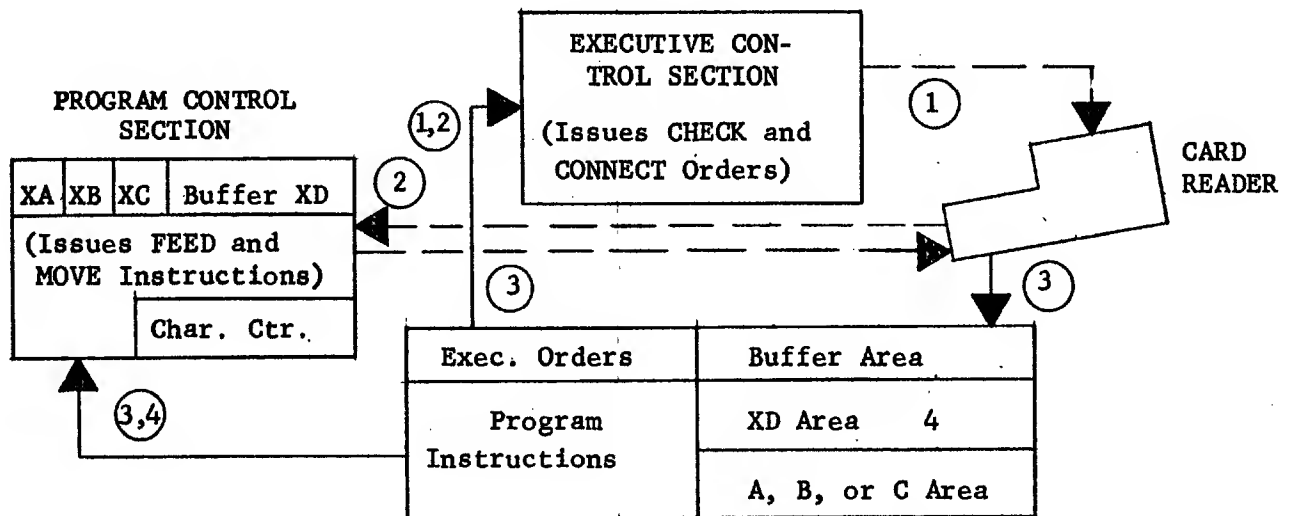 EXECUTIVE CON-
TROL SECTION
(Issues CHECK and
CONNECT Orders)
1
PROGRAM CONTROL
SECTION
1,2
CARD
READER
XA XB XC Buffer XD
2
(Issues FEED and
MOVE Instructions)
Char. Ctr.
3
3
Exec. Orders
Buffer Area
3,4
Program
Instructions
XD Area 4
A, B, or C Area